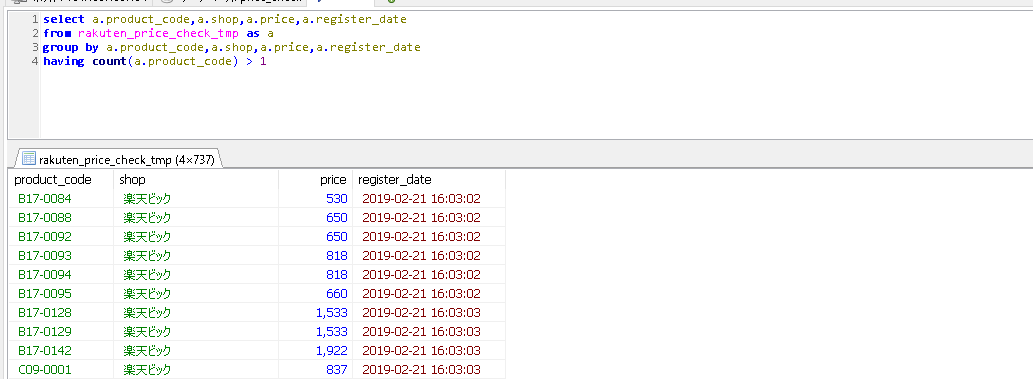 1 select a.product_code,a.shop,a.price,a.register_date
2 from rakuten_price_check_tmp as a
3 group by a.product_code,a.shop,a.price,a.register_date
4 having count(a.product_code) > 1
rakuten_price_check_tmp (4×737)
product_code shop price register_date
B17-0084 楽天ビック 530 2019-02-21 16:03:02
B17-0088 楽天ビック 650 2019-02-21 16:03:02
B17-0092 楽天ビック 650 2019-02-21 16:03:02
B17-0093 楽天ビック 818 2019-02-21 16:03:02
B17-0094 楽天ビック 818 2019-02-21 16:03:02
B17-0095 楽天ビック 660 2019-02-21 16:03:02
B17-0128 楽天ビック 1,533 2019-02-21 16:03:03
B17-0129 楽天ビック 1,533 2019-02-21 16:03:03
B17-0142 楽天ビック 1,922 2019-02-21 16:03:03
C09-0001 楽天ビック 837 2019-02-21 16:03:03